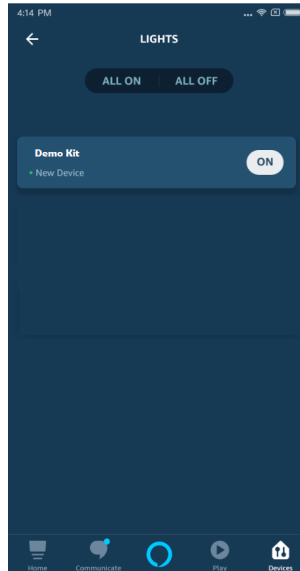 4:14 PM
...
LIGHTS
ALL ON ALL OFF
Demo Kit
ON
• New Device
Home Communicate Play Devices